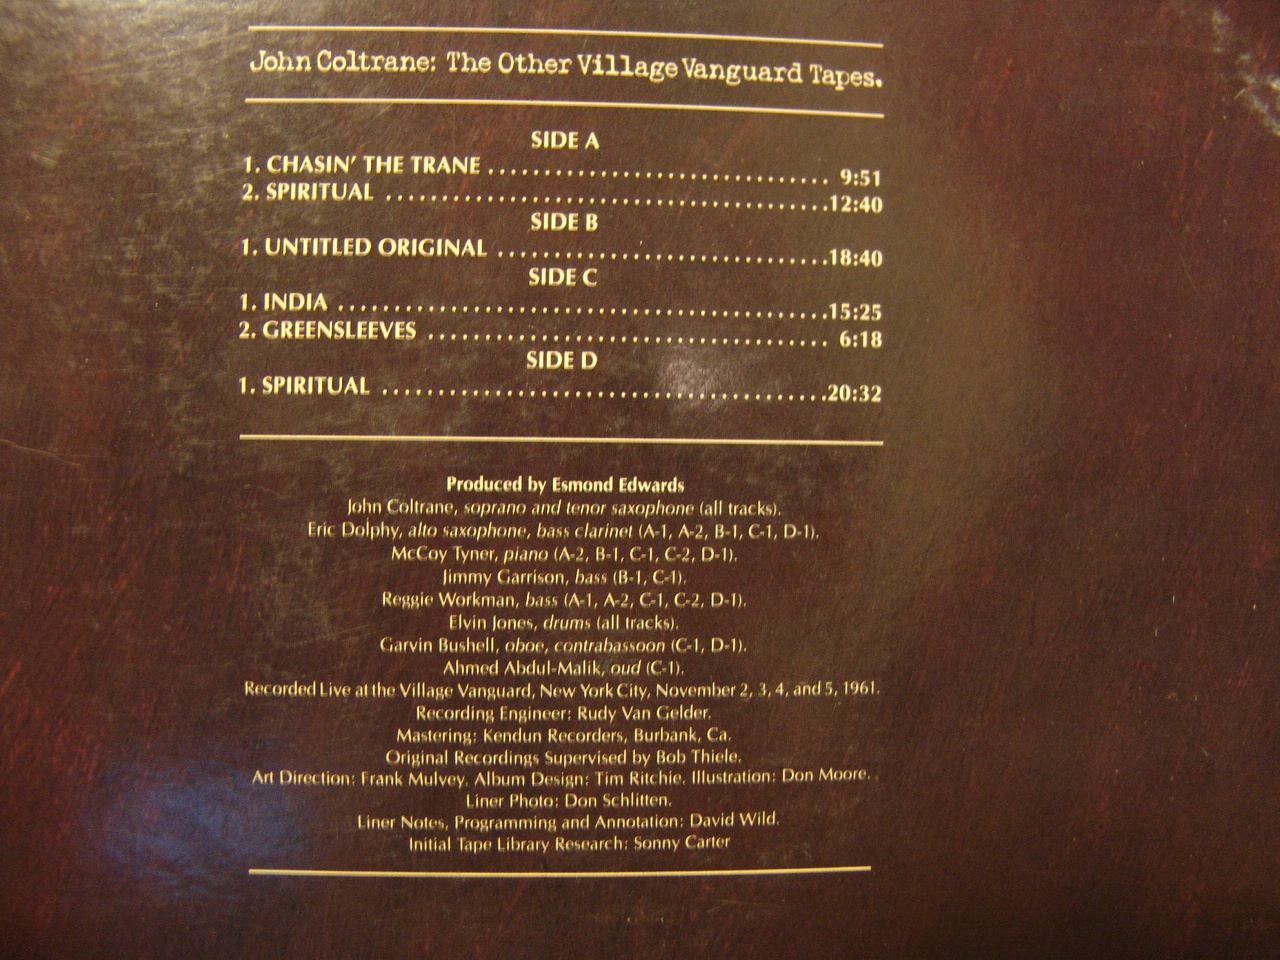 John Coltrane: The Other Village Vanguard Tapes.
SIDE A
1. CHASIN' THE TRANE .............................. 9:51
2. SPIRITUAL .......................................12:40
SIDE B
1. UNTITLED ORIGINAL .............................18:40
SIDE C
1. INDIA ...........................................15:25
2. GREENSLEEVES .................................... 6:18
SIDE D
1. SPIRITUAL .......................................20:32
Produced by Esmond Edwards
John Coltrane, soprano and tenor saxophone (all tracks).
Eric Dolphy, alto saxophone, bass clarinet (A-1, A-2, B-1, C-1, D-1).
McCoy Tyner, piano (A-2, B-1, C-1, C-2, D-1).
Jimmy Garrison, bass (B-1, C-1).
Reggie Workman, bass (A-1, A-2, C-1, C-2, D-1).
Elvin Jones, drums (all tracks).
Garvin Bushell, oboe, contrabassoon (C-1, D-1).
Ahmed Abdul-Malik, oud (C-1).
Recorded Live at the Village Vanguard, New York City, November 2, 3, 4, and 5, 1961.
Recording Engineer: Rudy Van Gelder.
Mastering: Kendun Recorders, Burbank, Ca.
Original Recordings Supervised by Bob Thiele.
Art Direction: Frank Mulvey. Album Design: Tim Ritchie. Illustration: Don Moore.
Liner Photo: Don Schlitten.
Liner Notes, Programming and Annotation: David Wild.
Initial Tape Library Research: Sonny Carter